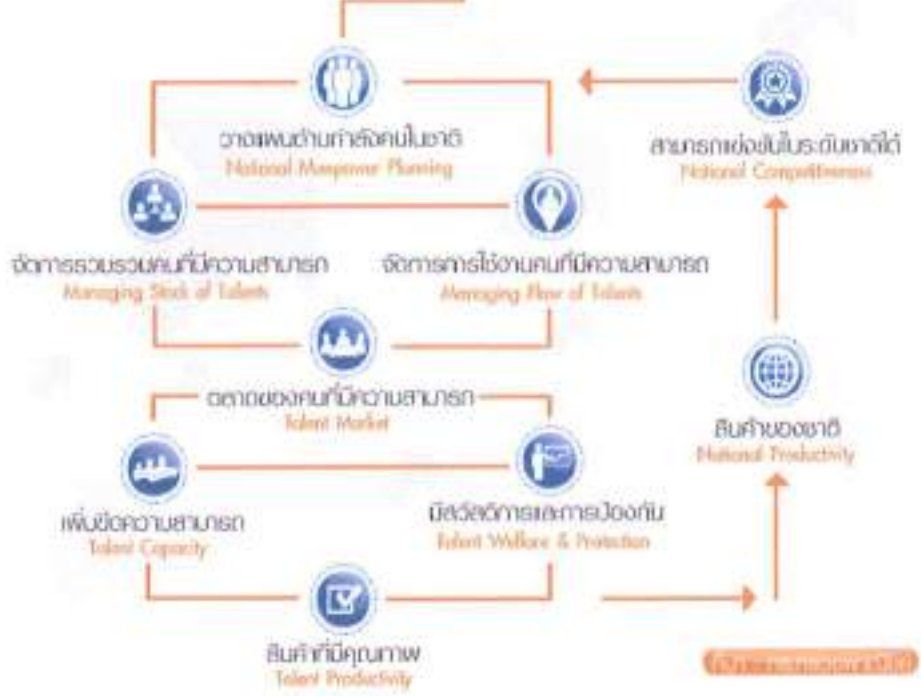 วางแผนด้านกำลังคนในชาติ
National Manpower Planning
สามารถแข่งขันในระดับชาติได้
National Competitiveness
จัดการรวบรวมคนที่มีความสามารถ
Managing Stock of Talents
จัดการการใช้งานคนที่มีความสามารถ
Managing Flow of Talents
ตลาดของคนที่มีความสามารถ
Talent Market
สินค้าของชาติ
National Productivity
เพิ่มขีดความสามารถ
Talent Capacity
มีสวัสดิการและการป้องกัน
Talent Welfare & Protection
สินค้าที่มีคุณภาพ
Talent Productivity